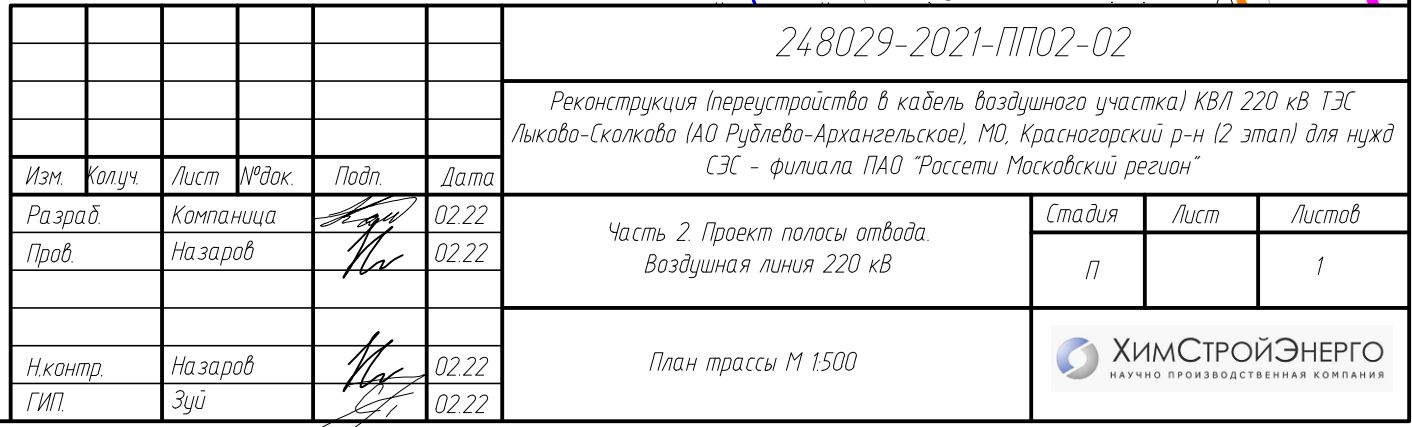 248029-2021-ПП02-02
Реконструкция (переустройство в кабель воздушного участка) КВЛ 220 кВ ТЭС
Лыково-Сколково (АО Рублево-Архангельское), МО, Красногорский р-н (2 этап) для нужд
СЭС - филиала ПАО "Россети Московский регион"
Изм. Кол.уч. Лист №док. Подп. Дата
Разраб. Компаница 02.22
Пров. Назаров 02.22
Н.контр. Назаров 02.22
ГИП. Зуй 02.22
Часть 2. Проект полосы отвода.
Воздушная линия 220 кВ
Стадия Лист Листов
П 1
План трассы М 1:500
ХИМСТРОЙЭНЕРГО
НАУЧНО ПРОИЗВОДСТВЕННАЯ КОМПАНИЯ